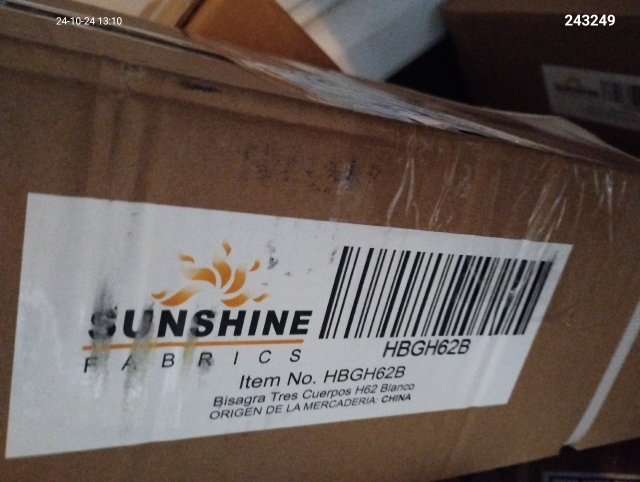 24-10-24 13:10
243249
SUNSHINE
FABRICS
HBGH62B
Item No. HBGH62B
Bisagra Tres Cuerpos H62 Blanco
ORIGEN DE LA MERCADERIA: CHINA